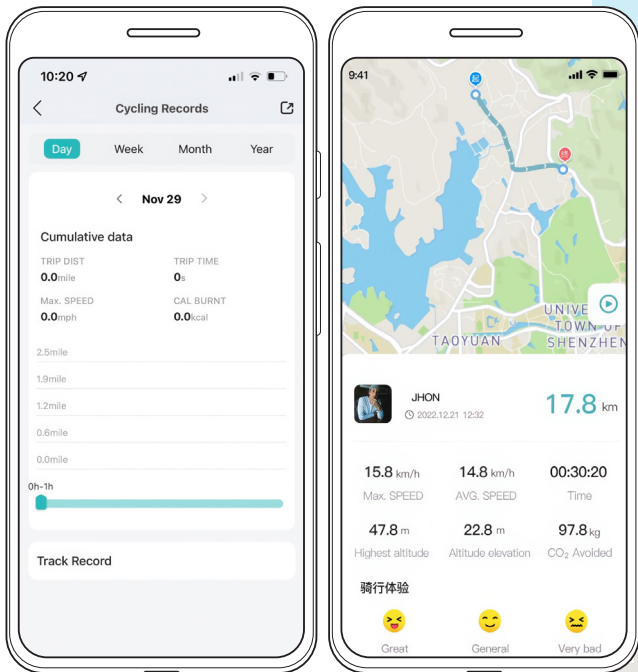 10:20
Cycling Records
Day Week Month Year
Nov 29
Cumulative data
TRIP DIST TRIP TIME
0.0mile 0s
Max. SPEED CAL BURNT
0.0mph 0.0kcal
2.5mile
1.9mile
1.2mile
0.6mile
0.0mile
0h-1h
Track Record
9:41
起
终
UNIVE
TOWN OF
TAOYUAN SHENZHEN
JHON
2022.12.21 12:32
17.8 km
15.8 km/h 14.8 km/h 00:30:20
Max. SPEED AVG. SPEED Time
47.8 m 22.8 m 97.8 kg
Highest altitude Altitude elevation CO₂ Avoided
骑行体验
Great General Very bad